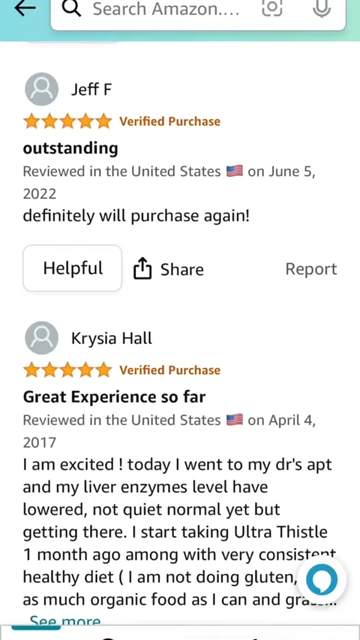 Search Amazon....
Jeff F
Verified Purchase
outstanding
Reviewed in the United States 🇺🇸 on June 5,
2022
definitely will purchase again!
Helpful
Share
Report
Krysia Hall
Verified Purchase
Great Experience so far
Reviewed in the United States 🇺🇸 on April 4,
2017
I am excited ! today I went to my dr's apt
and my liver enzymes level have
lowered, not quiet normal yet but
getting there. I start taking Ultra Thistle
1 month ago among with very consistent
healthy diet ( I am not doing gluten,
as much organic food as I can and
See more